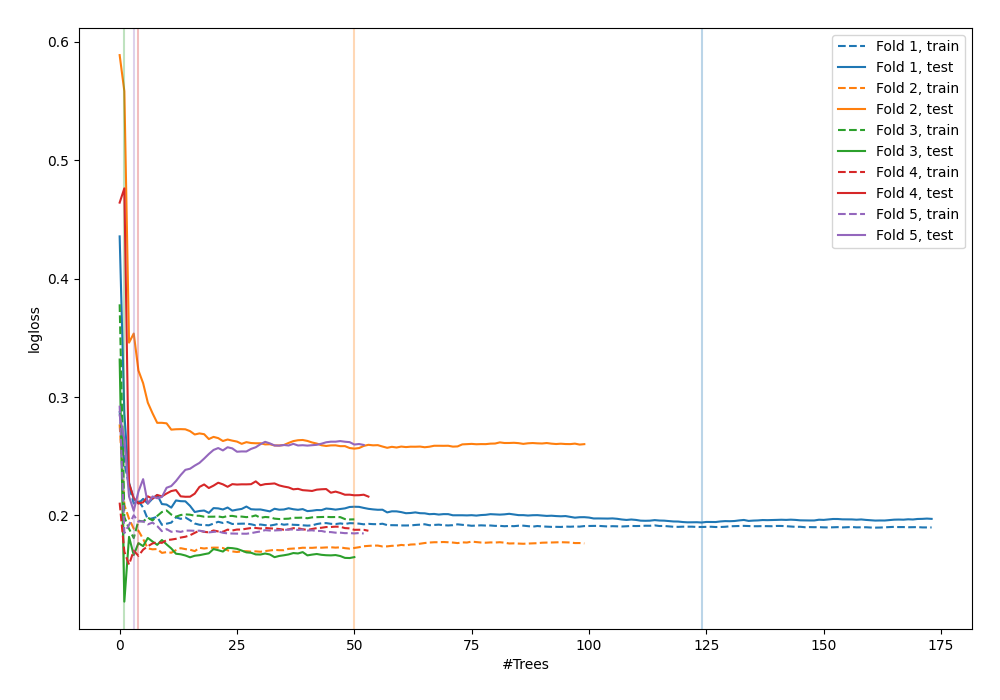 0.6
0.5
0.4
0.3
0.2
logloss
0
25
50
75
100
125
150
175
#Trees
Fold 1, train
Fold 1, test
Fold 2, train
Fold 2, test
Fold 3, train
Fold 3, test
Fold 4, train
Fold 4, test
Fold 5, train
Fold 5, test